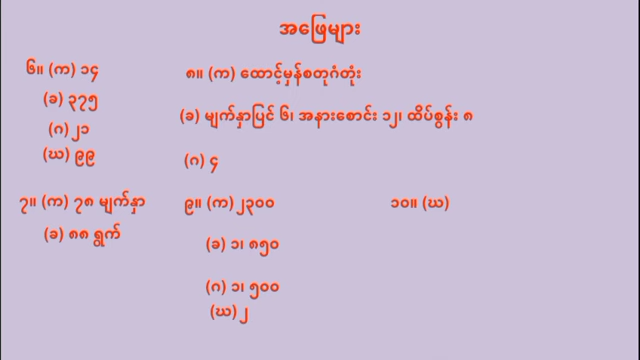 အဖြေများ
၆။ (က) ၁၄
(ခ) ၃၇၅
(ဂ) ၂၁
(ဃ) ၉၉
၇။ (က) ၇၈ မျက်နှာ
(ခ) ၈၈ ရွက်
၈။ (က) ထောင့်မှန်စတုဂံတုံး
(ခ) မျက်နှာပြင် ၆၊ အနားစောင်း ၁၂၊ ထိပ်စွန်း ၈
(ဂ) ၄
၉။ (က) ၂၃၀၀
(ခ) ၁၊ ၈၅၀
(ဂ) ၁၊ ၅၀၀
(ဃ) ၂
၁၀။ (ဃ)